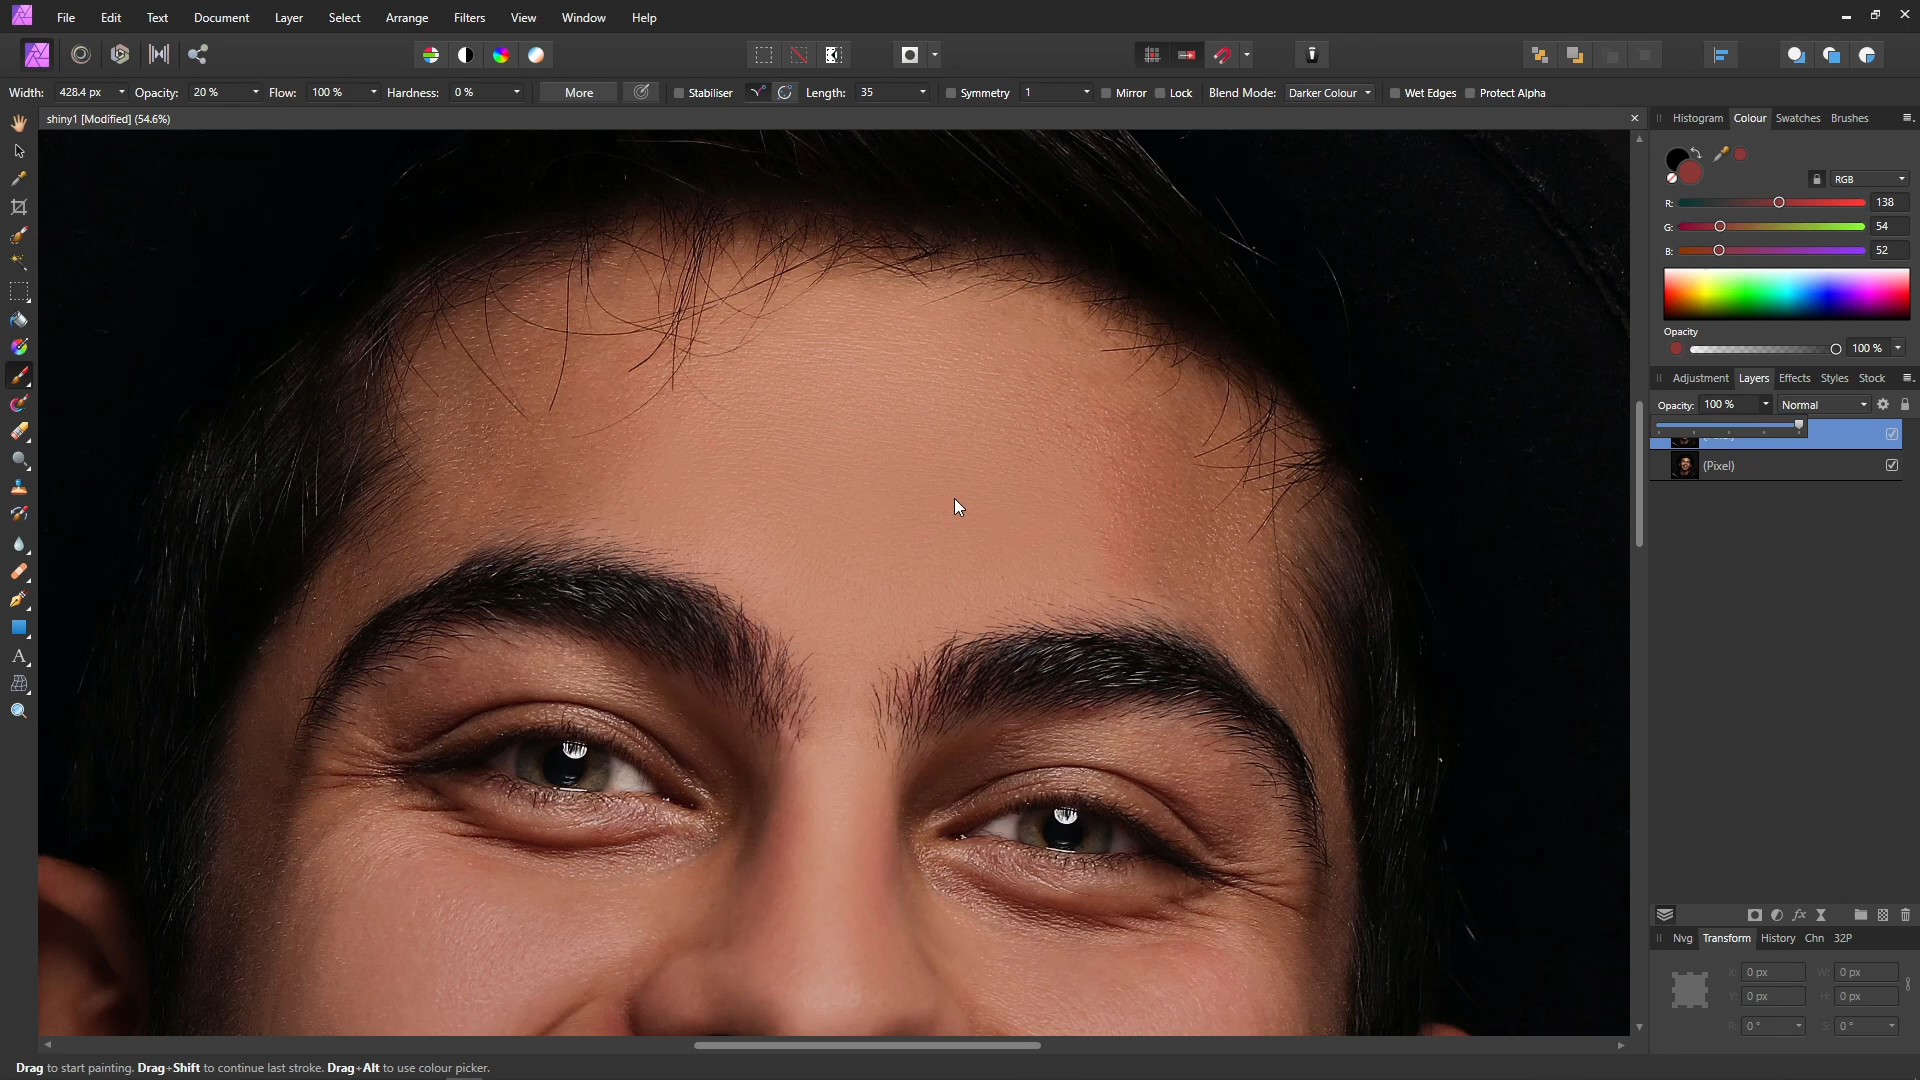 File Edit Text Document Layer Select Arrange Filters View Window Help
Width: 428.4 px Opacity: 20 % Flow: 100 % Hardness: 0 % More Stabiliser Length: 35 Symmetry 1 Mirror Lock Blend Mode: Darker Colour Wet Edges Protect Alpha
shiny1 [Modified] (54.6%)
Histogram Colour Swatches Brushes
RGB
R: 138
G: 54
B: 52
Opacity
100 %
Adjustment Layers Effects Styles Stock
Opacity: 100 % Normal
(Pixel)
Nvg Transform History Chn 32P
X: 0 px W: 0 px
Y: 0 px H: 0 px
R: 0 ° S: 0 °
Drag to start painting. Drag+Shift to continue last stroke. Drag+Alt to use colour picker.